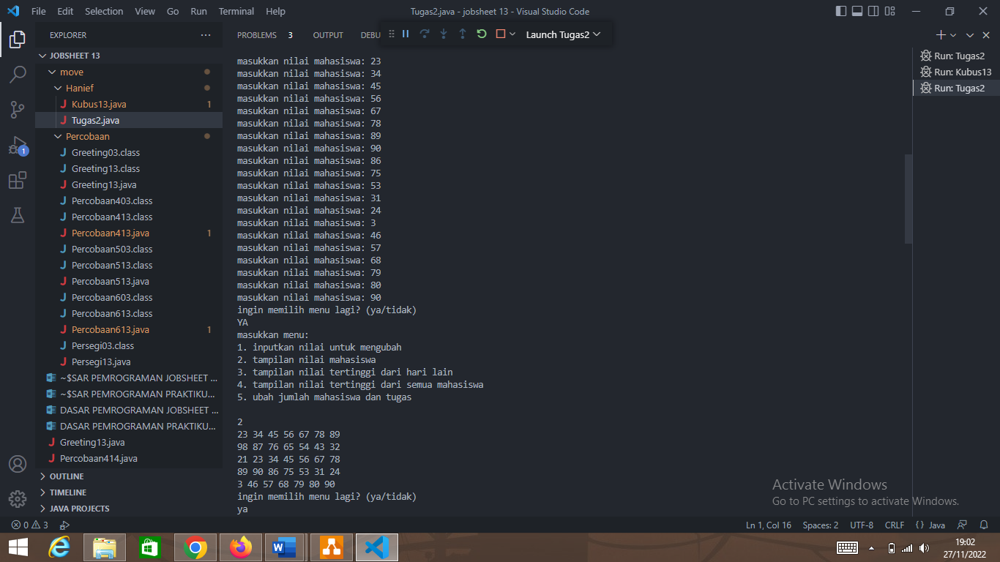 File Edit Selection View Go Run Terminal Help
Tugas2.java - jobsheet 13 - Visual Studio Code
EXPLORER
JOBSHEET 13
move
Hanief
Kubus13.java 1
Tugas2.java
Percobaan
Greeting03.class
Greeting13.class
Greeting13.java
Percobaan403.class
Percobaan413.class
Percobaan413.java 1
Percobaan503.class
Percobaan513.class
Percobaan513.java
Percobaan603.class
Percobaan613.class
Percobaan613.java 1
Persegi03.class
Persegi13.java
~$SAR PEMROGRAMAN JOBSHEET ...
~$SAR PEMROGRAMAN PRAKTIKU...
DASAR PEMROGRAMAN JOBSHEET ...
DASAR PEMROGRAMAN PRAKTIKU...
Greeting13.java
Percobaan414.java
OUTLINE
TIMELINE
JAVA PROJECTS
1
PROBLEMS 3 OUTPUT DEBU
Launch Tugas2
masukkan nilai mahasiswa: 23
masukkan nilai mahasiswa: 34
masukkan nilai mahasiswa: 45
masukkan nilai mahasiswa: 56
masukkan nilai mahasiswa: 67
masukkan nilai mahasiswa: 78
masukkan nilai mahasiswa: 89
masukkan nilai mahasiswa: 90
masukkan nilai mahasiswa: 86
masukkan nilai mahasiswa: 75
masukkan nilai mahasiswa: 53
masukkan nilai mahasiswa: 31
masukkan nilai mahasiswa: 24
masukkan nilai mahasiswa: 3
masukkan nilai mahasiswa: 46
masukkan nilai mahasiswa: 57
masukkan nilai mahasiswa: 68
masukkan nilai mahasiswa: 79
masukkan nilai mahasiswa: 80
masukkan nilai mahasiswa: 90
ingin memilih menu lagi? (ya/tidak)
YA
masukkan menu:
1. inputkan nilai untuk mengubah
2. tampilan nilai mahasiswa
3. tampilan nilai tertinggi dari hari lain
4. tampilan nilai tertinggi dari semua mahasiswa
5. ubah jumlah mahasiswa dan tugas
2
23 34 45 56 67 78 89
98 87 76 65 54 43 32
21 23 34 45 56 67 78
89 90 86 75 53 31 24
3 46 57 68 79 80 90
ingin memilih menu lagi? (ya/tidak)
ya
Run: Tugas2
Run: Kubus13
Run: Tugas2
Activate Windows
Go to PC settings to activate Windows.
0 3
Ln 1, Col 16 Spaces: 2 UTF-8 CRLF {} Java
19:02
27/11/2022